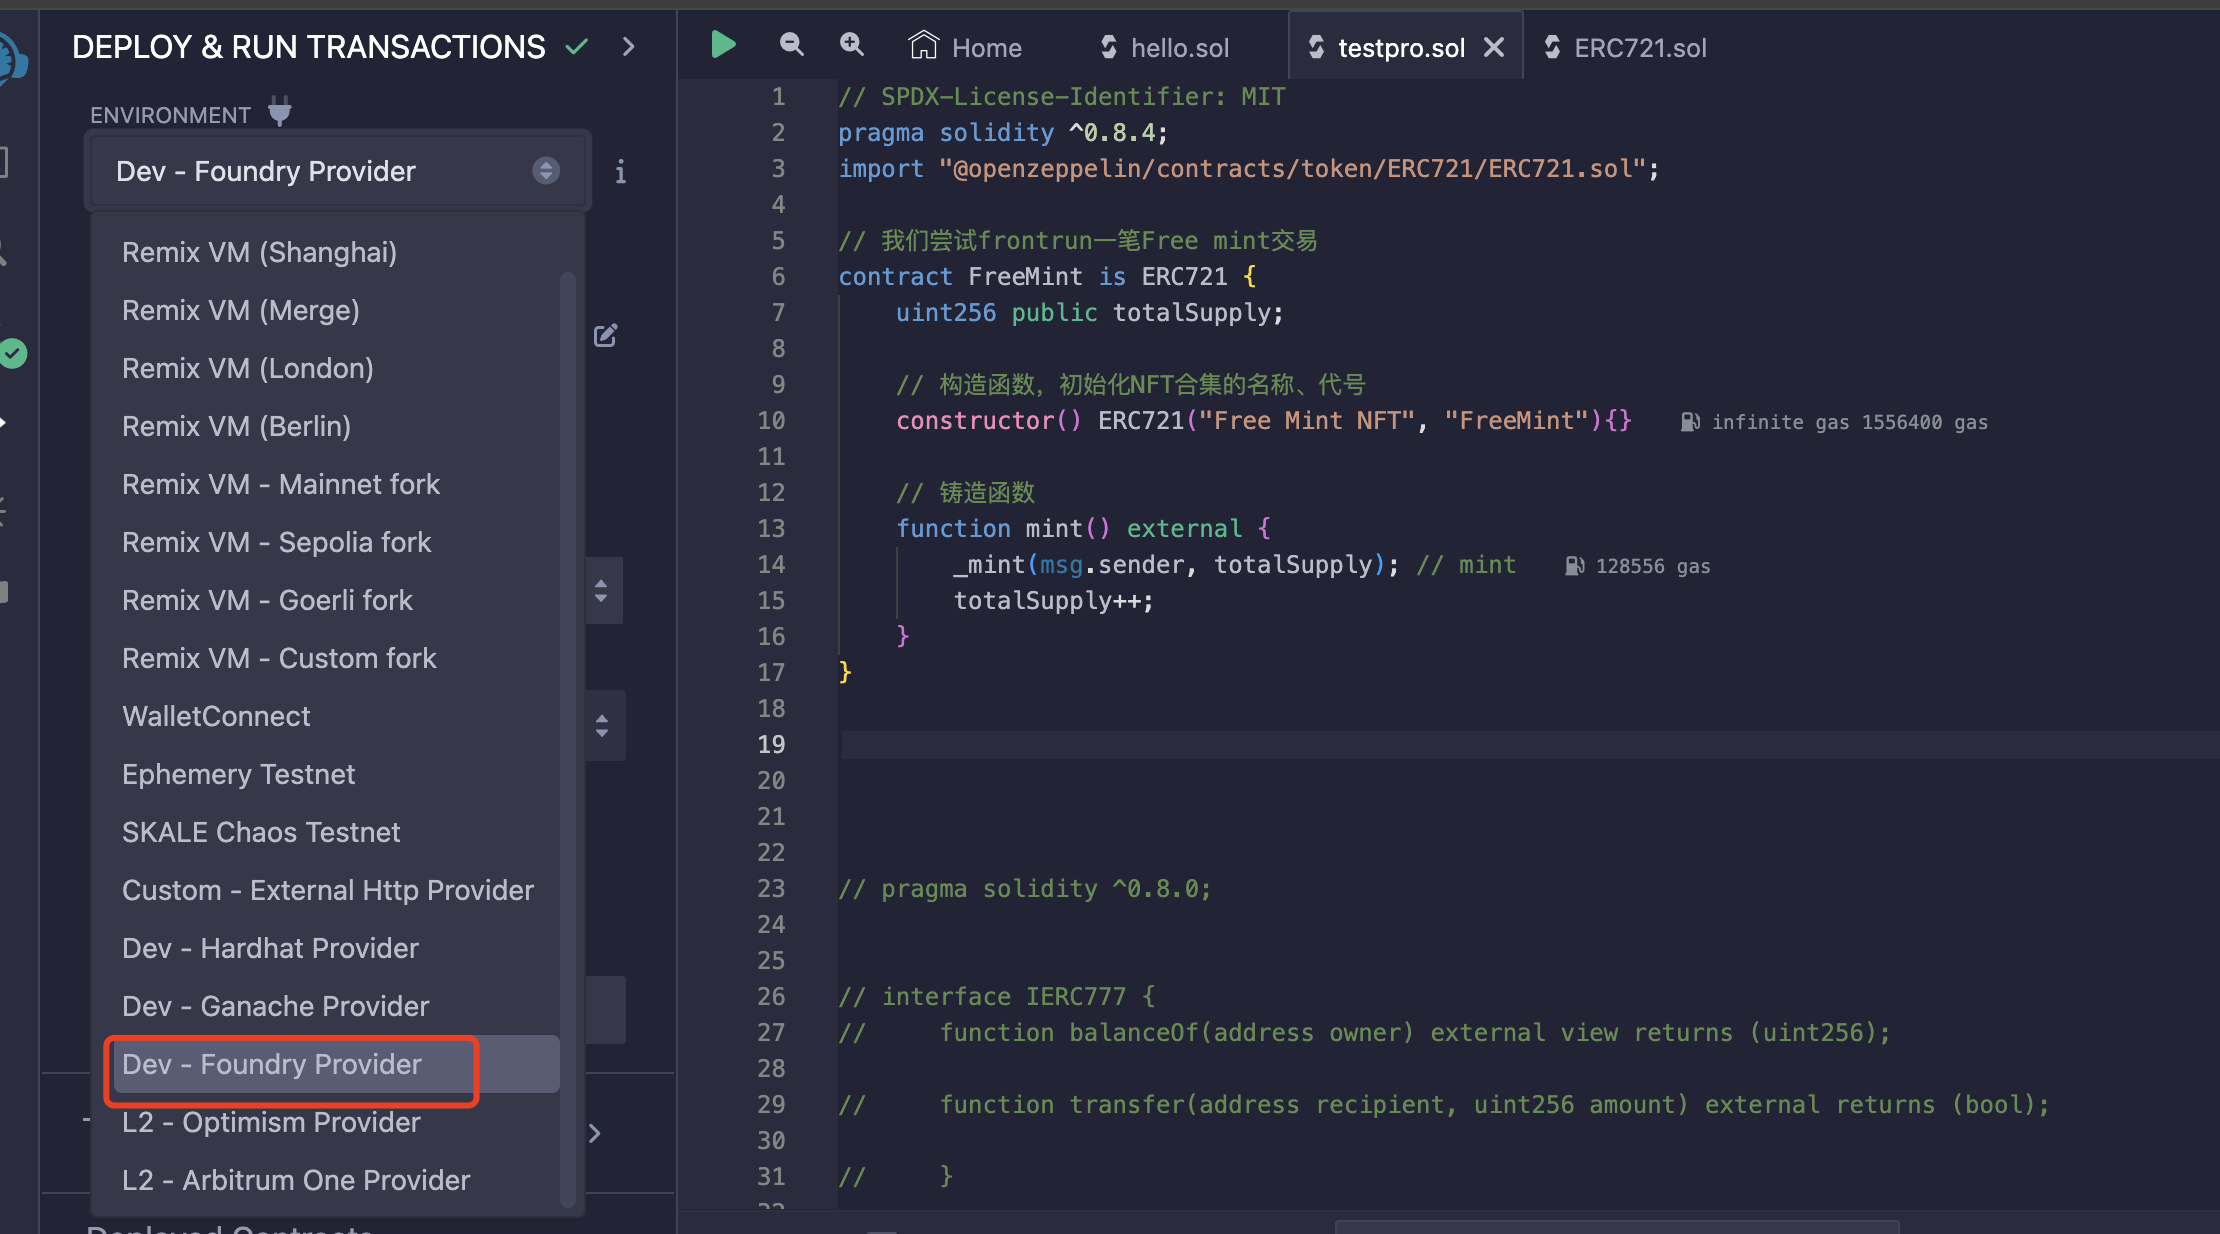 DEPLOY & RUN TRANSACTIONS
ENVIRONMENT
Dev - Foundry Provider
Remix VM (Shanghai)
Remix VM (Merge)
Remix VM (London)
Remix VM (Berlin)
Remix VM - Mainnet fork
Remix VM - Sepolia fork
Remix VM - Goerli fork
Remix VM - Custom fork
WalletConnect
Ephemery Testnet
SKALE Chaos Testnet
Custom - External Http Provider
Dev - Hardhat Provider
Dev - Ganache Provider
Dev - Foundry Provider
L2 - Optimism Provider
L2 - Arbitrum One Provider
Deployed Contracts
Home
hello.sol
testpro.sol
ERC721.sol
1 // SPDX-License-Identifier: MIT
2 pragma solidity ^0.8.4;
3 import "@openzeppelin/contracts/token/ERC721/ERC721.sol";
4
5 // 我们尝试frontrun一笔Free mint交易
6 contract FreeMint is ERC721 {
7 uint256 public totalSupply;
8
9 // 构造函数，初始化NFT合集的名称、代号
10 constructor() ERC721("Free Mint NFT", "FreeMint"){} infinite gas 1556400 gas
11
12 // 铸造函数
13 function mint() external {
14 _mint(msg.sender, totalSupply); // mint 128556 gas
15 totalSupply++;
16 }
17 }
18
19
20
21
22
23 // pragma solidity ^0.8.0;
24
25
26 // interface IERC777 {
27 // function balanceOf(address owner) external view returns (uint256);
28
29 // function transfer(address recipient, uint256 amount) external returns (bool);
30
31 // }
32